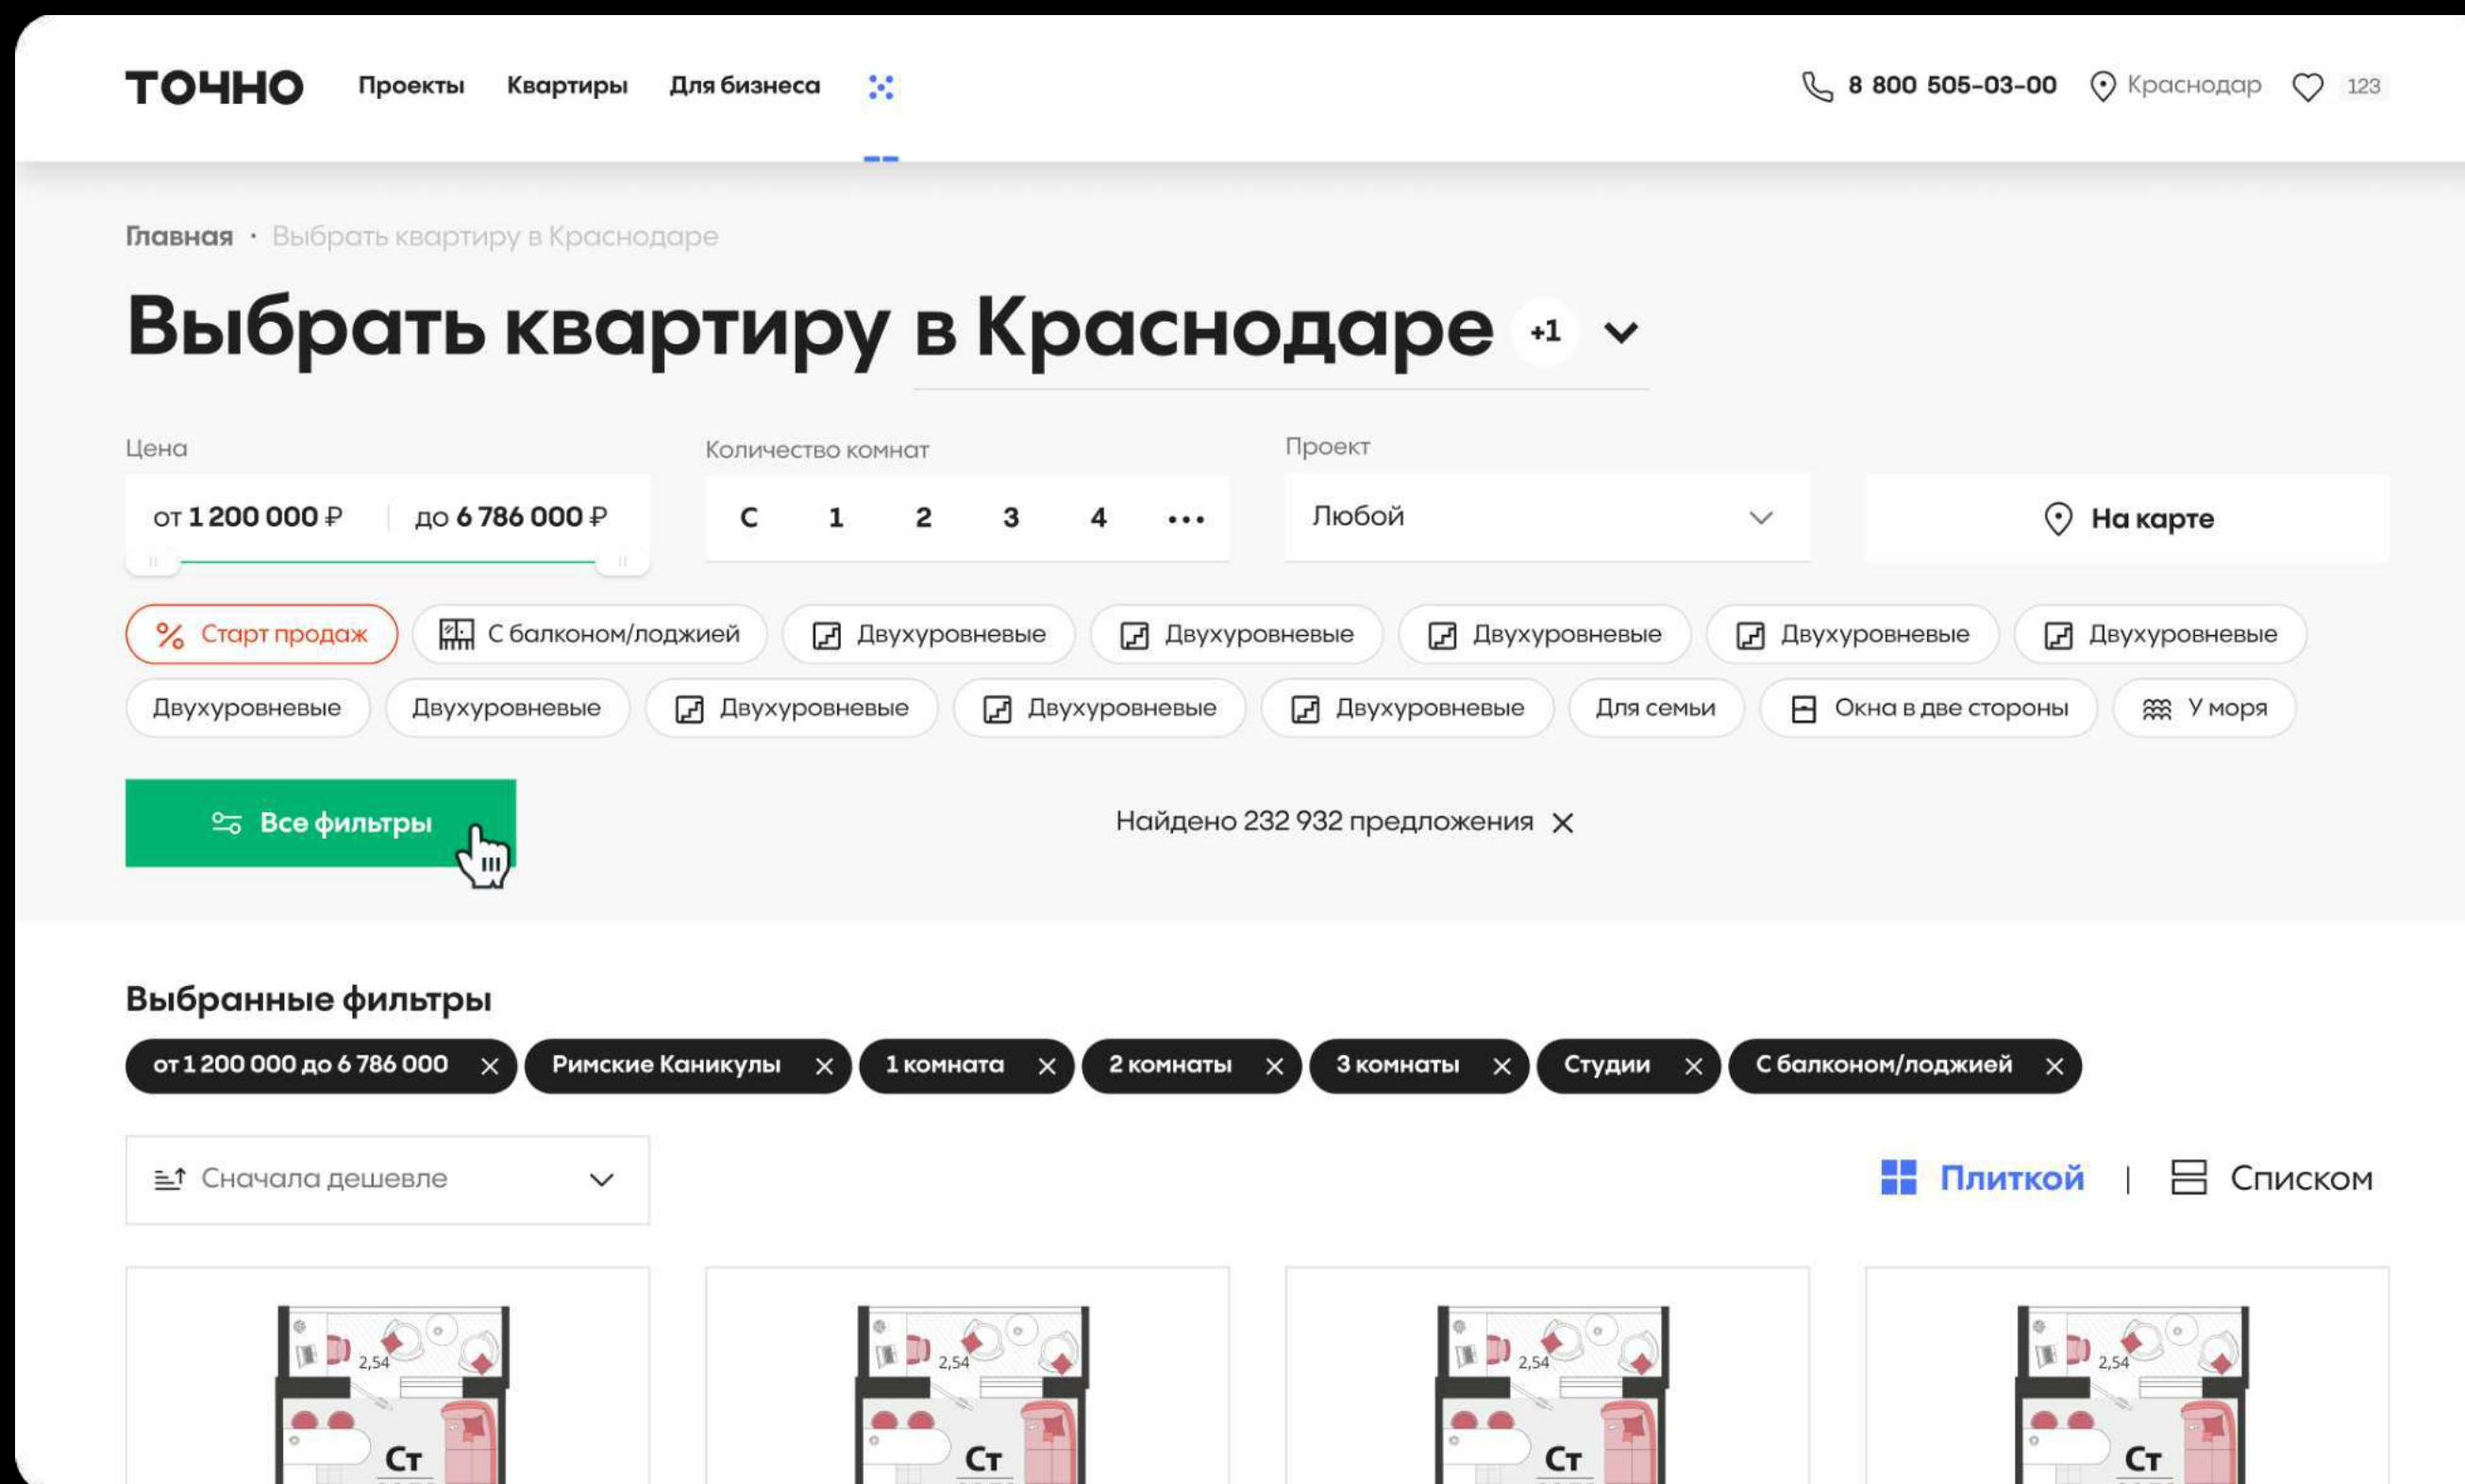 ТОЧНО Проекты Квартиры Для бизнеса 8 800 505-03-00 Краснодар 123
Главная · Выбрать квартиру в Краснодаре
Выбрать квартиру в Краснодаре +1
Цена Количество комнат Проект
от 1 200 000 ₽ до 6 786 000 ₽ С 1 2 3 4 ••• Любой На карте
% Старт продаж С балконом/лоджией Двухуровневые Двухуровневые Двухуровневые Двухуровневые Двухуровневые
Двухуровневые Двухуровневые Двухуровневые Двухуровневые Двухуровневые Для семьи Окна в две стороны У моря
Все фильтры Найдено 232 932 предложения
Выбранные фильтры
от 1 200 000 до 6 786 000 Римские Каникулы 1 комната 2 комнаты 3 комнаты Студии С балконом/лоджией
Сначала дешевле Плиткой | Списком
2,54 2,54 2,54 2,54
Ст Ст Ст Ст